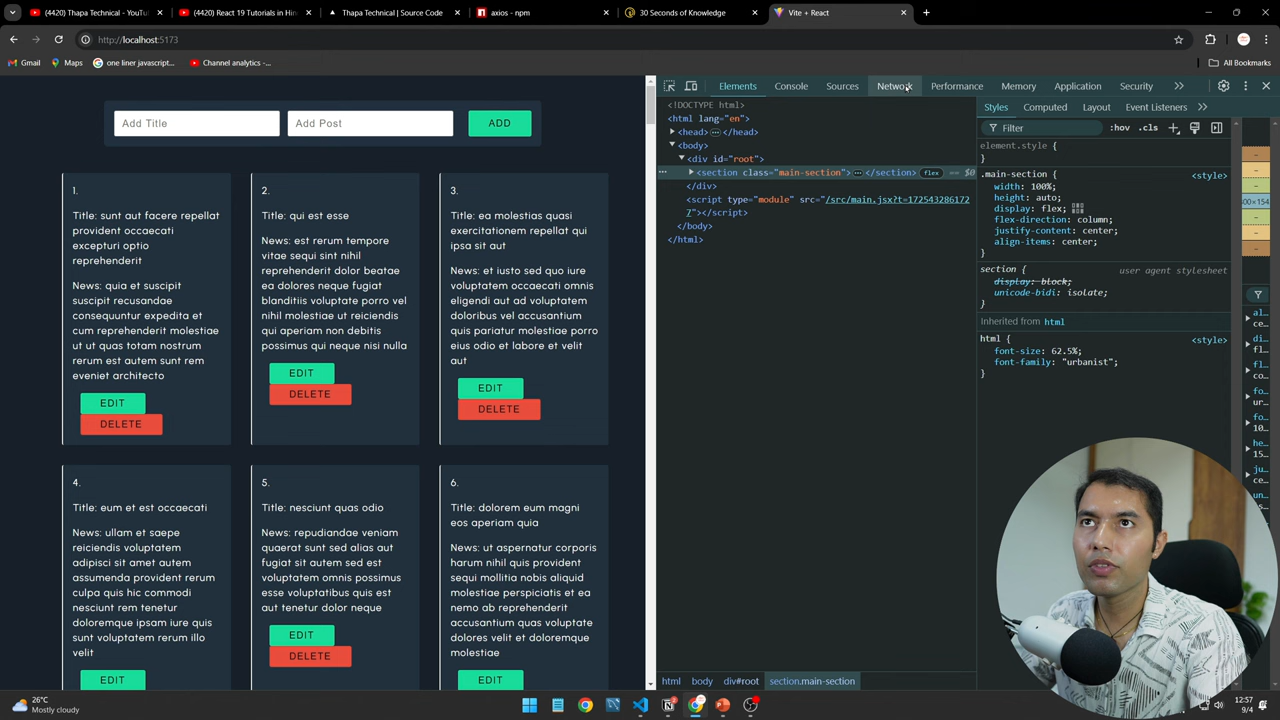 (4420) Thapa Technical - YouTu
(4420) React 19 Tutorials in Hin
Thapa Technical | Source Code
axios - npm
30 Seconds of Knowledge
Vite + React
http://localhost:5173
Gmail
Maps
one liner javascript...
Channel analytics -...
All Bookmarks
Add Title
Add Post
ADD
1.
Title: sunt aut facere repellat
provident occaecati
excepturi optio
reprehenderit
News: quia et suscipit
suscipit recusandae
consequuntur expedita et
cum reprehenderit molestiae
ut ut quas totam nostrum
rerum est autem sunt rem
eveniet architecto
EDIT
DELETE
2.
Title: qui est esse
News: est rerum tempore
vitae sequi sint nihil
reprehenderit dolor beatae
ea dolores neque fugiat
blanditiis voluptate porro vel
nihil molestiae ut reiciendis
qui aperiam non debitis
possimus qui neque nisi nulla
EDIT
DELETE
3.
Title: ea molestias quasi
exercitationem repellat qui
ipsa sit aut
News: et iusto sed quo iure
voluptatem occaecati omnis
eligendi aut ad voluptatem
doloribus vel accusantium
quis pariatur molestiae porro
eius odio et labore et velit
aut
EDIT
DELETE
4.
Title: eum et est occaecati
News: ullam et saepe
reiciendis voluptatem
adipisci sit amet autem
assumenda provident rerum
culpa quis hic commodi
nesciunt rem tenetur
doloremque ipsam iure quis
sunt voluptatem rerum illo
velit
EDIT
5.
Title: nesciunt quas odio
News: repudiandae veniam
quaerat sunt sed alias aut
fugiat sit autem sed est
voluptatem omnis possimus
esse voluptatibus quis est
aut tenetur dolor neque
EDIT
DELETE
6.
Title: dolorem eum magni
eos aperiam quia
News: ut aspernatur corporis
harum nihil quis provident
sequi mollitia nobis aliquid
molestiae perspiciatis et ea
nemo ab reprehenderit
accusantium quas voluptate
dolores velit et doloremque
molestiae
EDIT
Elements Console Sources Network Performance Memory Application Security
<!DOCTYPE html>
<html lang="en">
<head> </head>
<body>
<div id="root">
<section class="main-section"> </section> flex == $0
</div>
<script type="module" src="/src/main.jsx?t=172543286172
7"></script>
</body>
</html>
html body div#root section.main-section
Styles Computed Layout Event Listeners
Filter :hov .cls
element.style {
}
.main-section { <style>
width: 100%;
height: auto;
display: flex;
flex-direction: column;
justify-content: center;
align-items: center;
}
section { user agent stylesheet
display: block;
unicode-bidi: isolate;
}
Inherited from html
html { <style>
font-size: 62.5%;
font-family: "urbanist";
}
26°C
Mostly cloudy
12:57
9/4